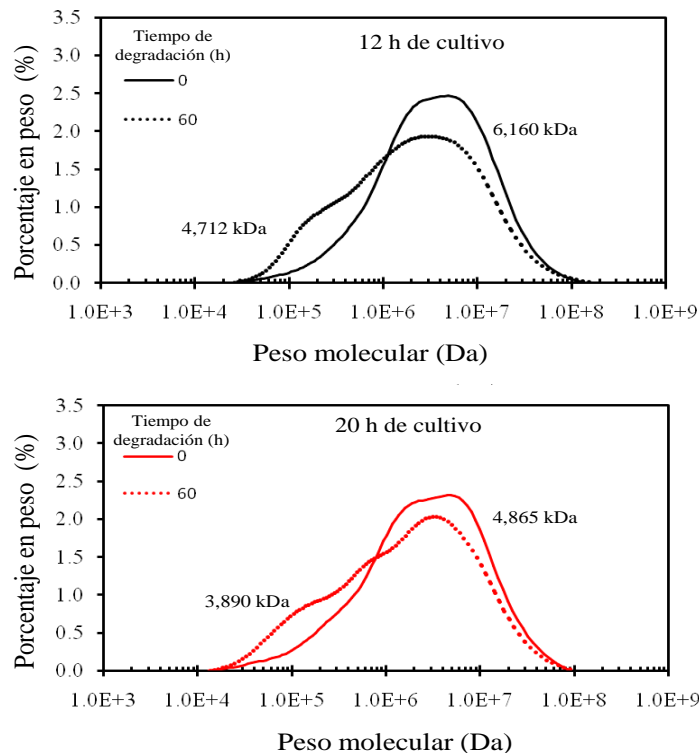 3.5
3.0
2.5
2.0
1.5
1.0
0.5
0.0
Porcentaje en peso (%)
Tiempo de
degradación (h)
0
60
12 h de cultivo
6,160 kDa
4,712 kDa
1.0E+3 1.0E+4 1.0E+5 1.0E+6 1.0E+7 1.0E+8 1.0E+9
Peso molecular (Da)
3.5
3.0
2.5
2.0
1.5
1.0
0.5
0.0
Porcentaje en peso (%)
Tiempo de
degradación (h)
0
60
20 h de cultivo
4,865 kDa
3,890 kDa
1.0E+3 1.0E+4 1.0E+5 1.0E+6 1.0E+7 1.0E+8 1.0E+9
Peso molecular (Da)